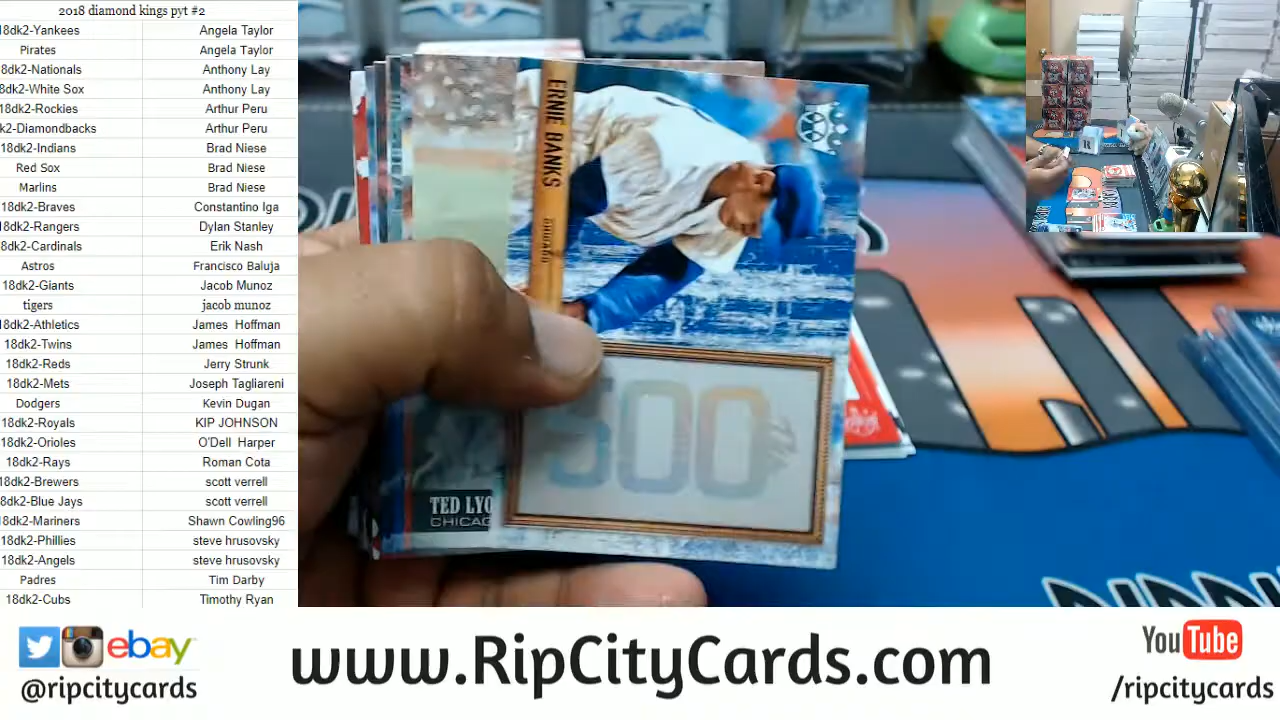 2018 diamond kings pyt #2
18dk2-Yankees Angela Taylor
Pirates Angela Taylor
8dk2-Nationals Anthony Lay
8dk2-White Sox Anthony Lay
8dk2-Rockies Arthur Peru
k2-Diamondbacks Arthur Peru
18dk2-Indians Brad Niese
Red Sox Brad Niese
Marlins Brad Niese
18dk2-Braves Constantino Iga
18dk2-Rangers Dylan Stanley
8dk2-Cardinals Erik Nash
Astros Francisco Baluja
18dk2-Giants Jacob Munoz
tigers jacob munoz
18dk2-Athletics James Hoffman
18dk2-Twins James Hoffman
18dk2-Reds Jerry Strunk
18dk2-Mets Joseph Tagliareni
Dodgers Kevin Dugan
18dk2-Royals KIP JOHNSON
18dk2-Orioles O'Dell Harper
18dk2-Rays Roman Cota
18dk2-Brewers scott verrell
8dk2-Blue Jays scott verrell
8dk2-Mariners Shawn Cowling96
18dk2-Phillies steve hrusovsky
18dk2-Angels steve hrusovsky
Padres Tim Darby
18dk2-Cubs Timothy Ryan
ERNIE BANKS
CHICAGO
500
TED LYO
CHICAG
ebay
@ripcitycards
www.RipCityCards.com
YouTube
/ripcitycards